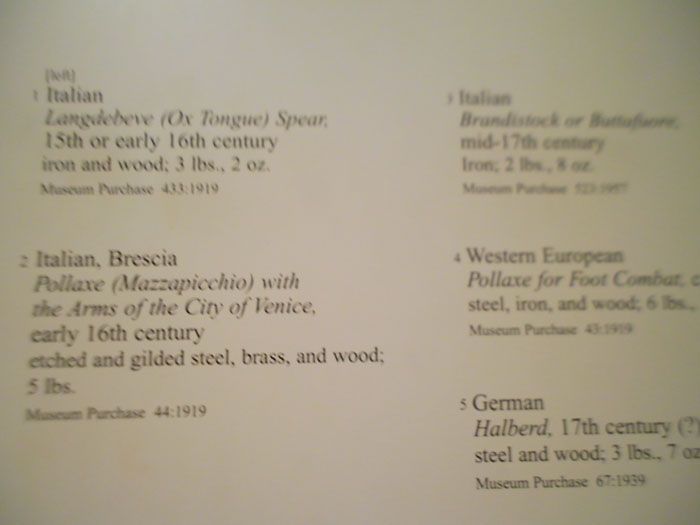 [left]
1 Italian
Langdebeve (Ox Tongue) Spear,
15th or early 16th century
iron and wood; 3 lbs., 2 oz.
Museum Purchase 433:1919
2 Italian, Brescia
Pollaxe (Mazzapicchio) with
the Arms of the City of Venice,
early 16th century
etched and gilded steel, brass, and wood;
5 lbs.
Museum Purchase 44:1919
3 Italian
Brandistock or Buttafuore,
mid-17th century
Iron; 2 lbs., 8 oz.
Museum Purchase
4 Western European
Pollaxe for Foot Combat,
steel, iron, and wood; 6 lbs.,
Museum Purchase 43:1919
5 German
Halberd, 17th century (?)
steel and wood; 3 lbs., 7 oz
Museum Purchase 67:1939